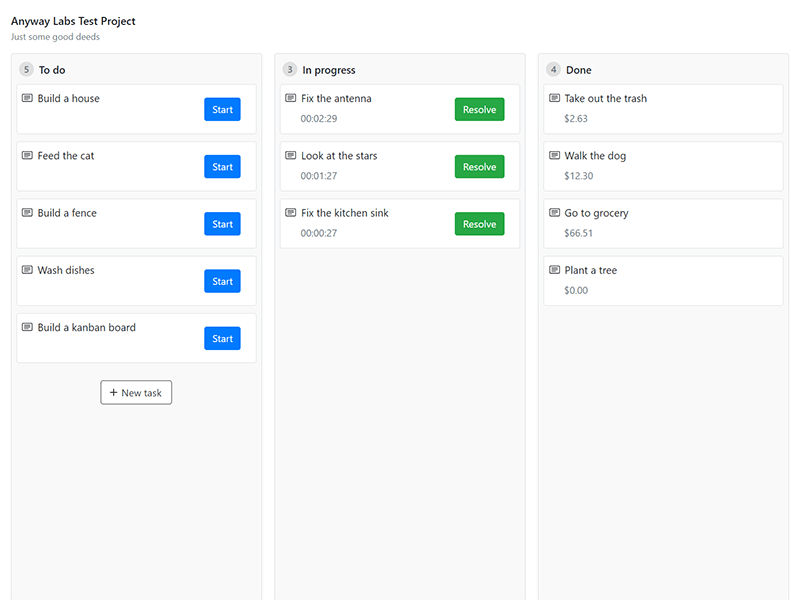 Anyway Labs Test Project
Just some good deeds
5 To do
Build a house
Start
Feed the cat
Start
Build a fence
Start
Wash dishes
Start
Build a kanban board
Start
+ New task
3 In progress
Fix the antenna
00:02:29
Resolve
Look at the stars
00:01:27
Resolve
Fix the kitchen sink
00:00:27
Resolve
4 Done
Take out the trash
$2.63
Walk the dog
$12.30
Go to grocery
$66.51
Plant a tree
$0.00